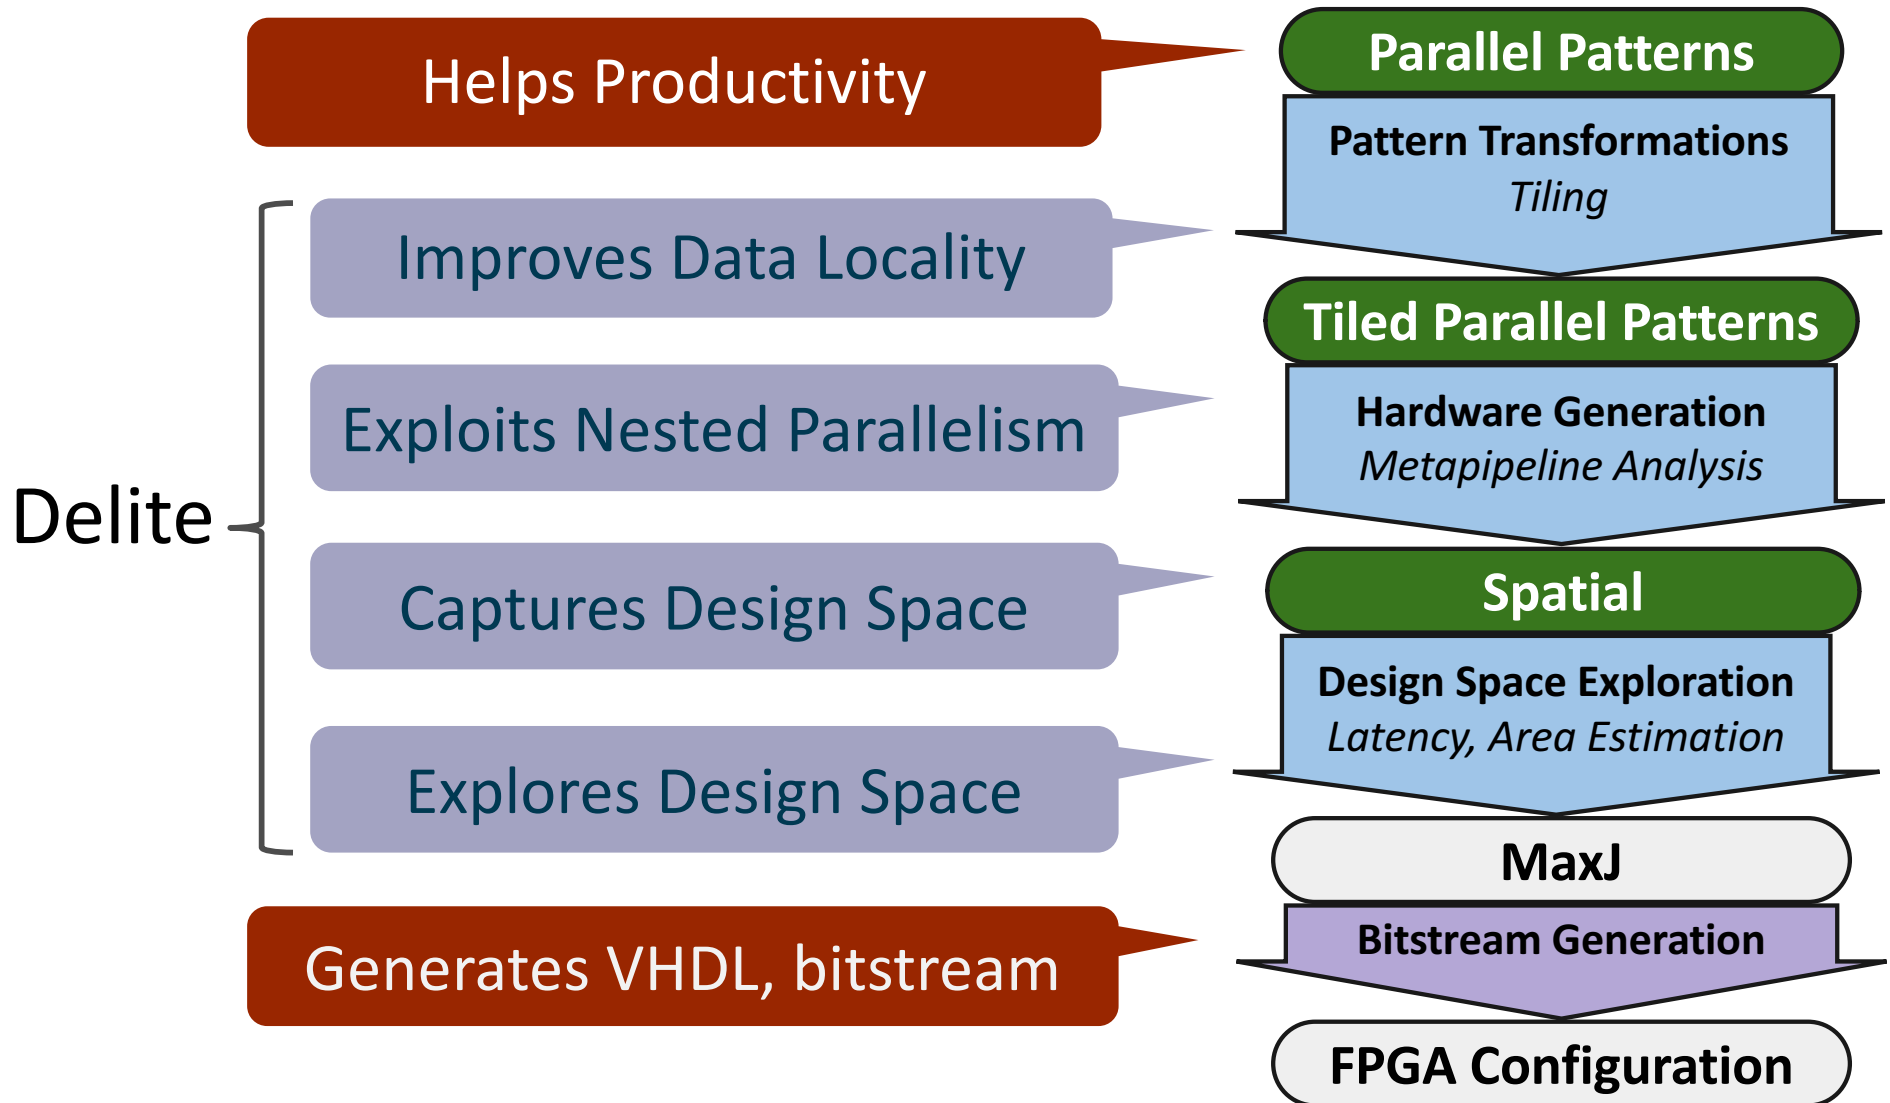 Helps Productivity
Parallel Patterns
Pattern Transformations
Tiling
Improves Data Locality
Tiled Parallel Patterns
Exploits Nested Parallelism
Hardware Generation
Metapipeline Analysis
Delite
Captures Design Space
Spatial
Design Space Exploration
Latency, Area Estimation
Explores Design Space
MaxJ
Generates VHDL, bitstream
Bitstream Generation
FPGA Configuration